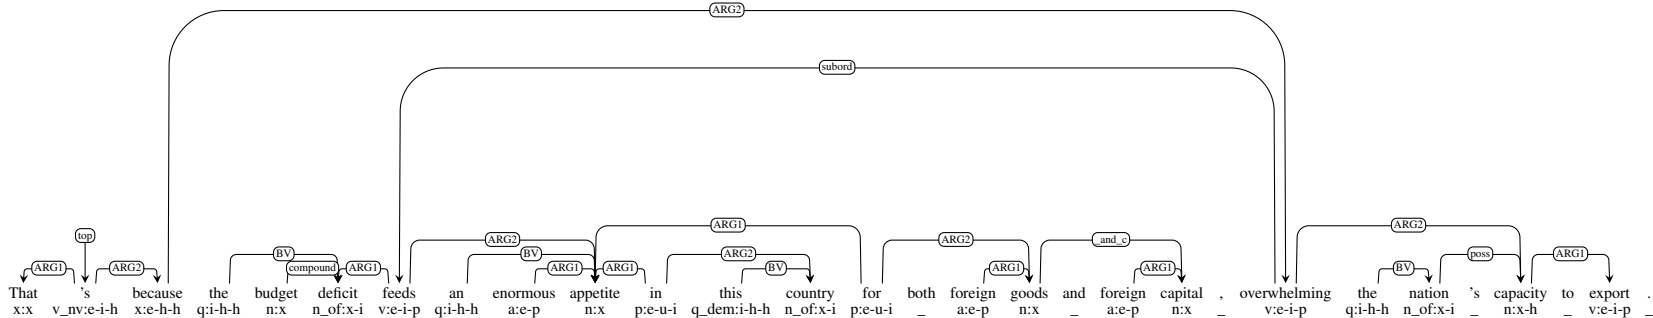 ARG2
subord
top
ARG1
ARG2
BV
compound
ARG1
ARG2
BV
ARG1
ARG1
ARG1
ARG2
BV
ARG2
ARG1
_and_c
ARG1
ARG2
BV
poss
ARG1
That 's because the budget deficit feeds an enormous appetite in this country for both foreign goods and foreign capital , overwhelming the nation 's capacity to export .
x:x v_nv:e-i-h x:e-h-h q:i-h-h n:x n_of:x-i v:e-i-p q:i-h-h a:e-p n:x p:e-u-i q_dem:i-h-h n_of:x-i p:e-u-i _ a:e-p n:x _ a:e-p n:x _ v:e-i-p q:i-h-h n_of:x-i _ n:x-h _ v:e-i-p _